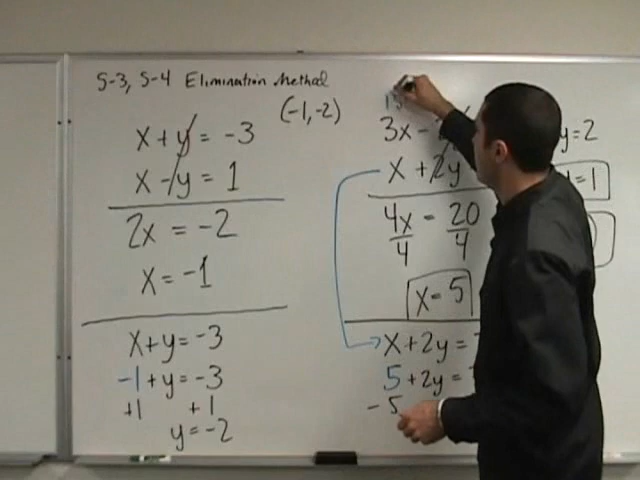 5-3, 5-4 Elimination Method
(-1,-2)
x + y = -3
x - y = 1
2x = -2
x = -1
x + y = -3
-1 + y = -3
+1 +1
y = -2
3x -
x + 2y
4x = 20
4 4
x = 5
x + 2y =
5 + 2y =
- 5
y = 2
= 1